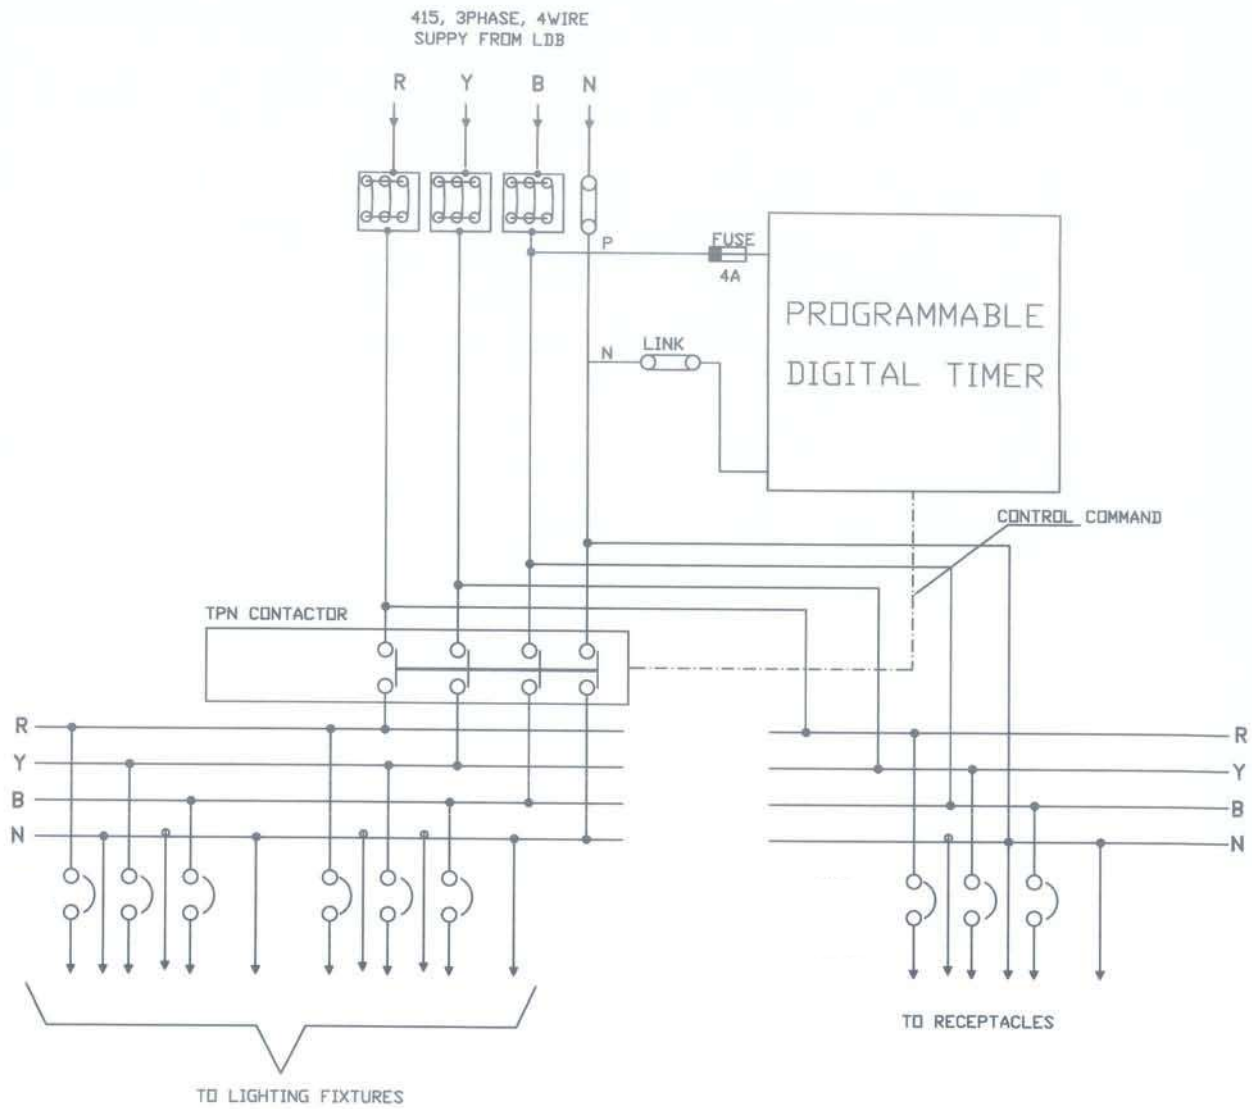 415, 3PHASE, 4WIRE
SUPPY FROM LDB
R Y B N
P
FUSE
4A
PROGRAMMABLE
DIGITAL TIMER
N
LINK
CONTROL COMMAND
TPN CONTACTOR
R
Y
B
N
R
Y
B
N
TO RECEPTACLES
TO LIGHTING FIXTURES